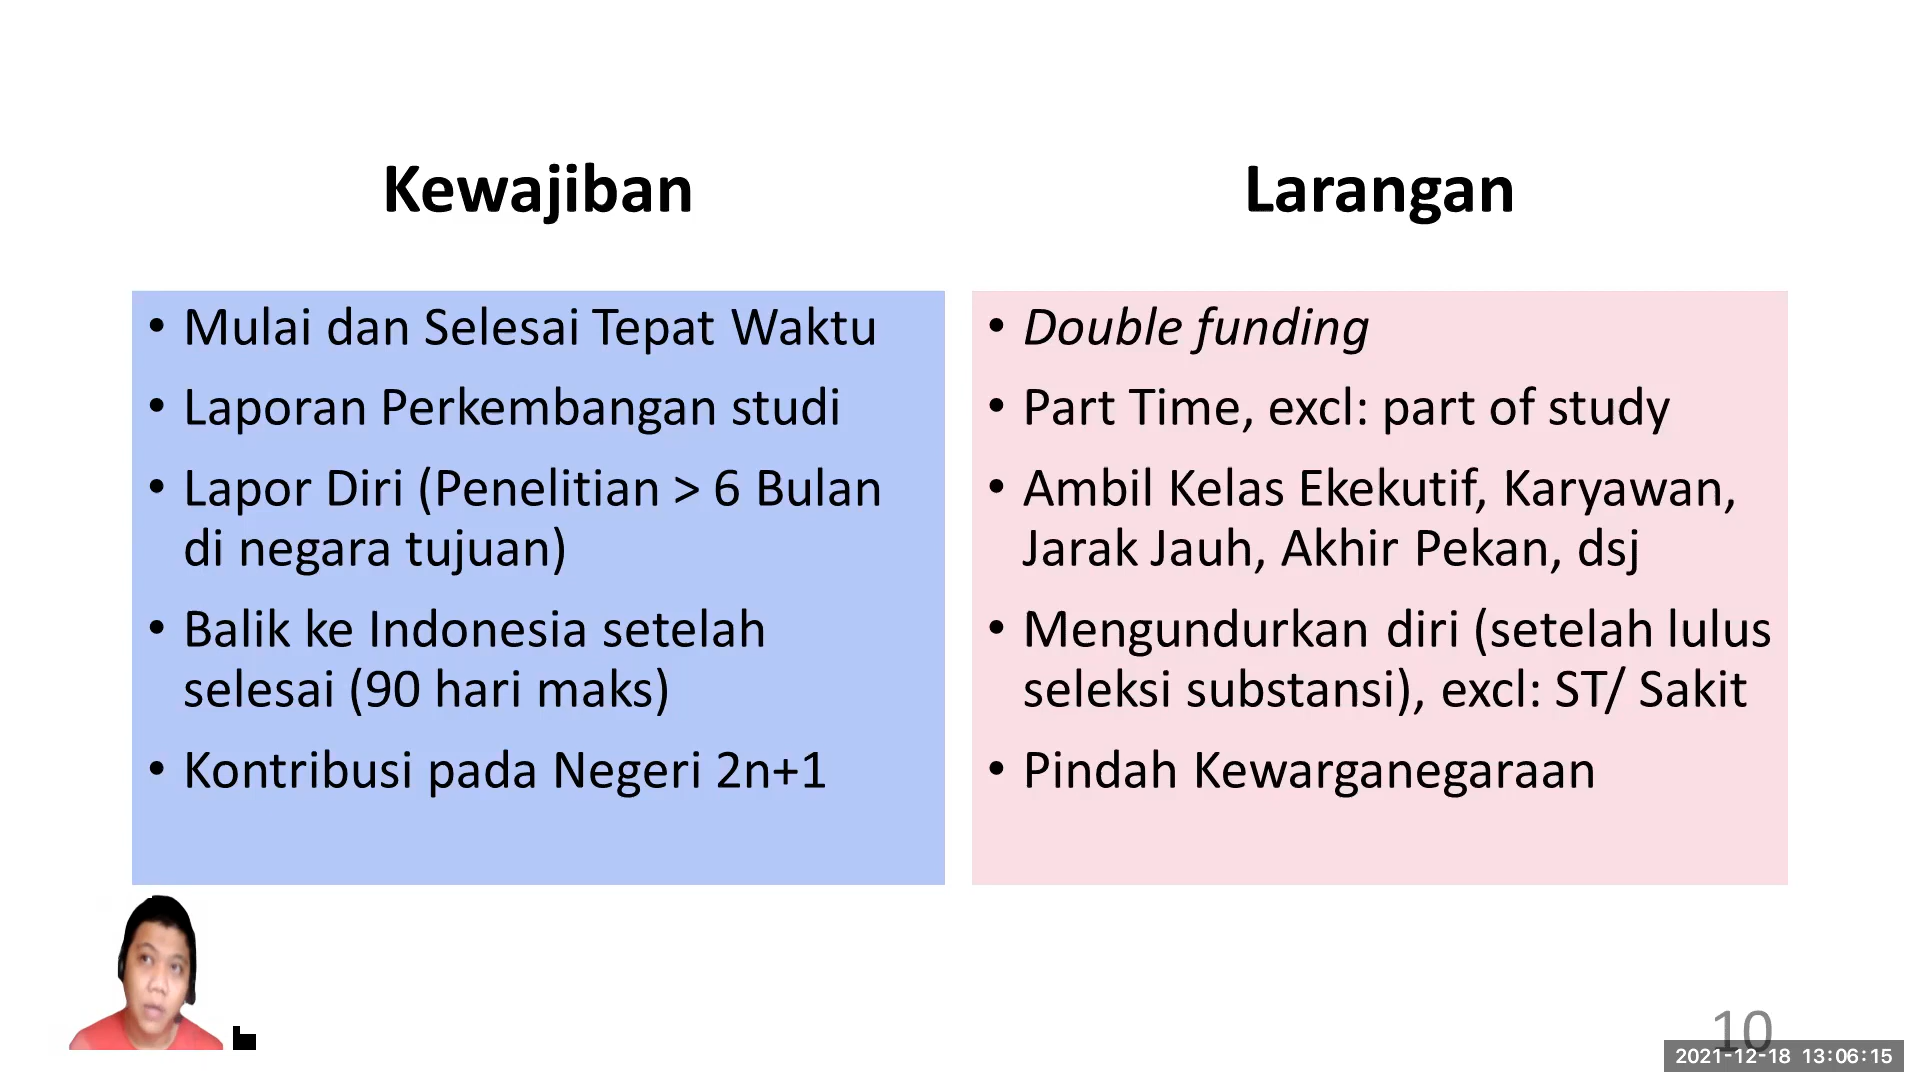 Kewajiban
• Mulai dan Selesai Tepat Waktu
• Laporan Perkembangan studi
• Lapor Diri (Penelitian > 6 Bulan
di negara tujuan)
• Balik ke Indonesia setelah
selesai (90 hari maks)
• Kontribusi pada Negeri 2n+1
Larangan
• Double funding
• Part Time, excl: part of study
• Ambil Kelas Ekekutif, Karyawan,
Jarak Jauh, Akhir Pekan, dsj
• Mengundurkan diri (setelah lulus
seleksi substansi), excl: ST/ Sakit
• Pindah Kewarganegaraan
10
2021-12-18 13:06:15